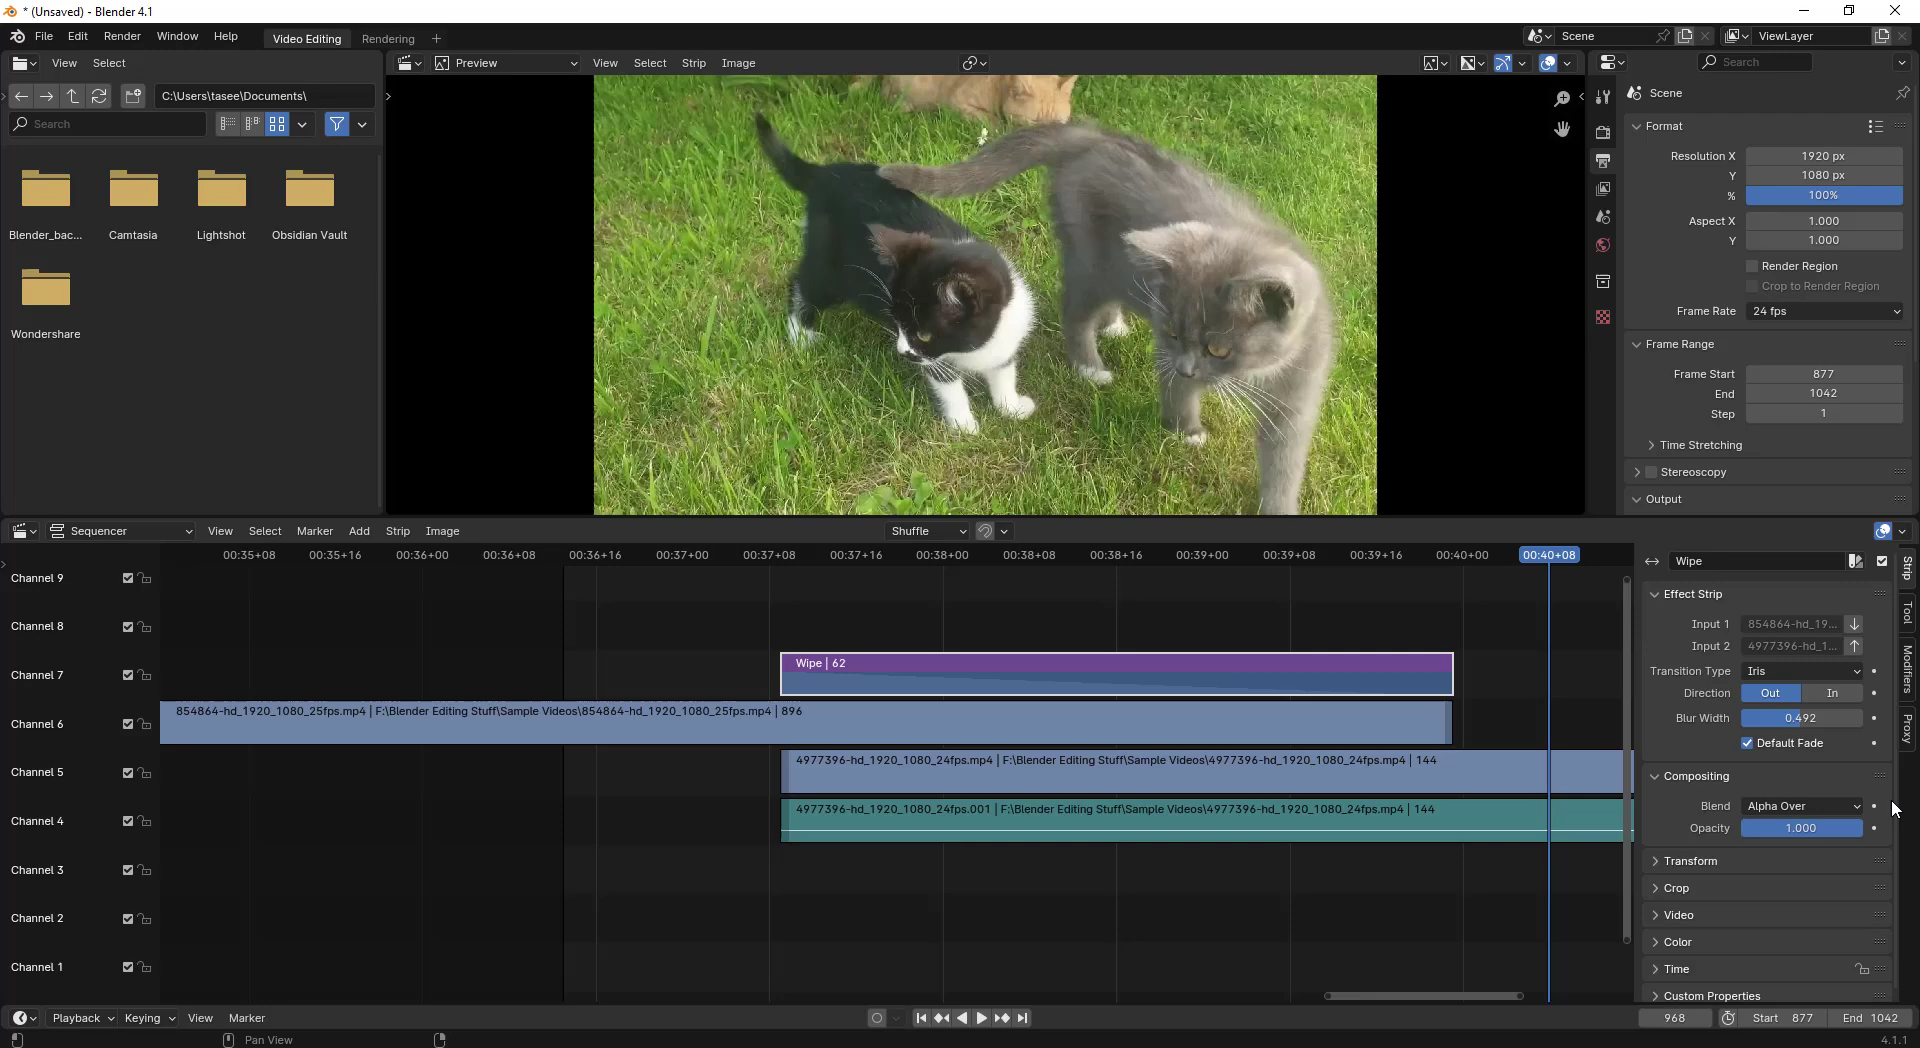 * (Unsaved) - Blender 4.1
File Edit Render Window Help Video Editing Rendering + Scene ViewLayer
View Select Preview View Select Strip Image Search
C:\Users\tasee\Documents\
Search
Blender_bac... Camtasia Lightshot Obsidian Vault
Wondershare
Scene
Format
Resolution X 1920 px
Y 1080 px
% 100%
Aspect X 1.000
Y 1.000
Render Region
Crop to Render Region
Frame Rate 24 fps
Frame Range
Frame Start 877
End 1042
Step 1
Time Stretching
Stereoscopy
Output
Sequencer View Select Marker Add Strip Image Shuffle
00:35+08 00:35+16 00:36+00 00:36+08 00:36+16 00:37+00 00:37+08 00:37+16 00:38+00 00:38+08 00:38+16 00:39+00 00:39+08 00:39+16 00:40+00 00:40+08
Channel 9
Channel 8
Channel 7
Channel 6
Channel 5
Channel 4
Channel 3
Channel 2
Channel 1
Wipe | 62
854864-hd_1920_1080_25fps.mp4 | F:\Blender Editing Stuff\Sample Videos\854864-hd_1920_1080_25fps.mp4 | 896
4977396-hd_1920_1080_24fps.mp4 | F:\Blender Editing Stuff\Sample Videos\4977396-hd_1920_1080_24fps.mp4 | 144
4977396-hd_1920_1080_24fps.001 | F:\Blender Editing Stuff\Sample Videos\4977396-hd_1920_1080_24fps.mp4 | 144
Wipe
Effect Strip
Input 1 854864-hd_19...
Input 2 4977396-hd_1...
Transition Type Iris
Direction Out In
Blur Width 0.492
Default Fade
Compositing
Blend Alpha Over
Opacity 1.000
Transform
Crop
Video
Color
Time
Custom Properties
Strip
Tool
Modifiers
Proxy
Playback Keying View Marker 968 Start 877 End 1042
Pan View 4.1.1